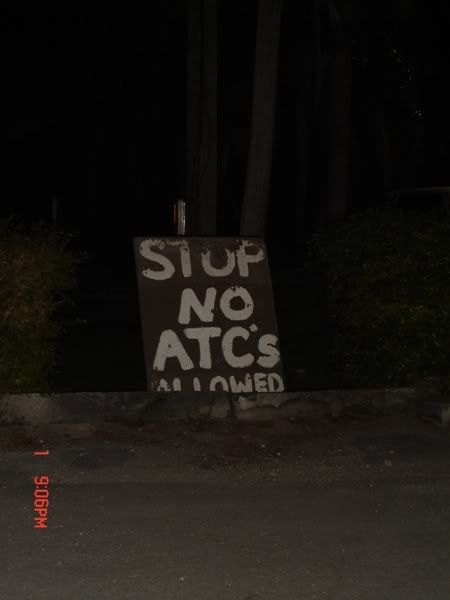 STOP
NO
ATC's
ALLOWED
1 9:06PM